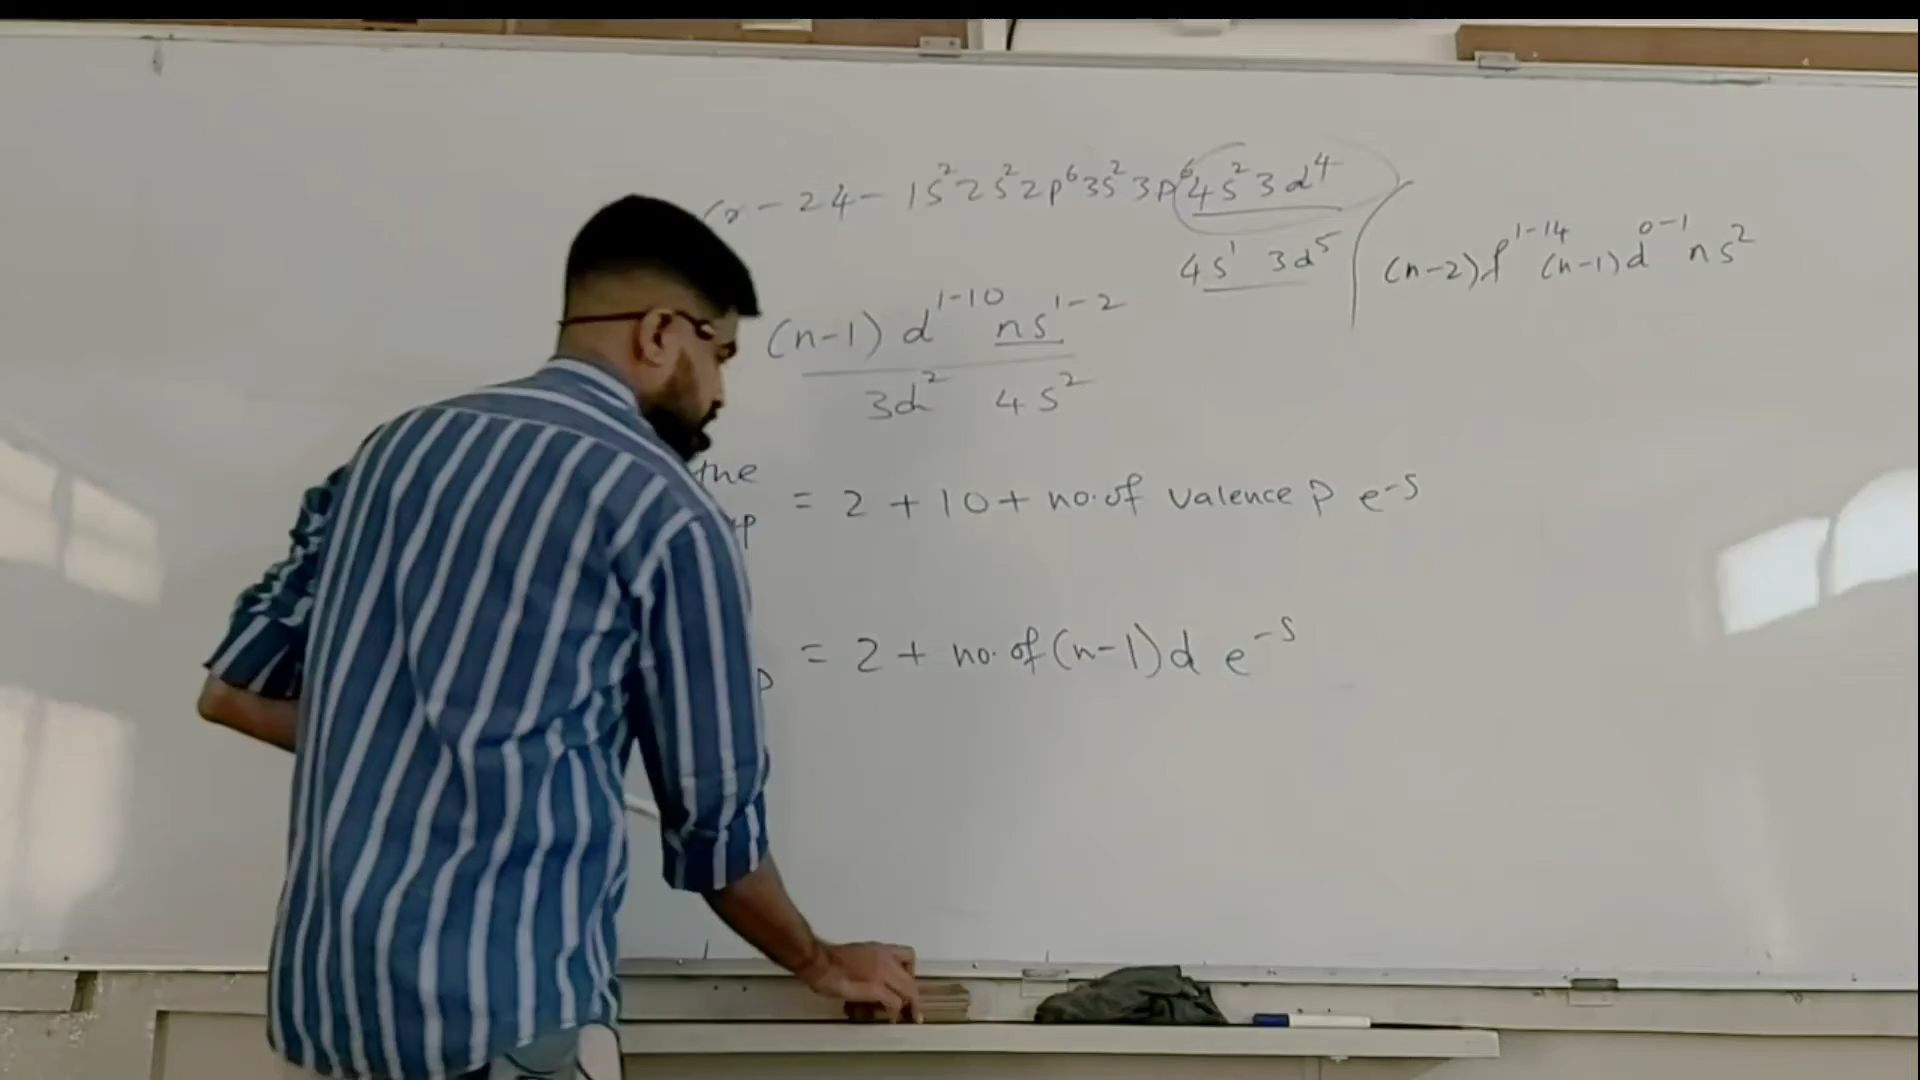 Cr - 24 - 1s² 2s² 2p⁶ 3s² 3p⁶ 4s² 3d⁴
4s¹ 3d⁵
(n-2)f¹⁻¹⁴ (n-1)d⁰⁻¹ ns²
(n-1) d¹⁻¹⁰ ns¹⁻²
3d² 4s²
the
= 2 + 10 + no. of valence p e⁻s
= 2 + no. of (n-1)d e⁻s